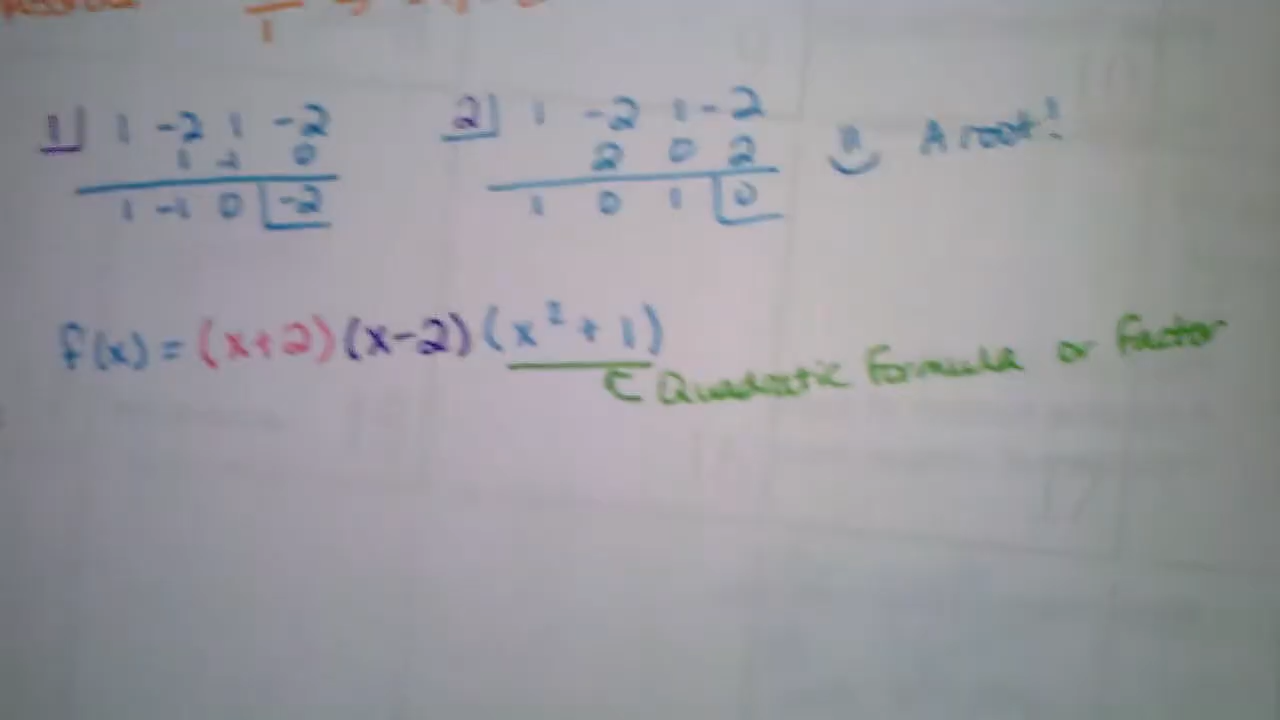 1 1 -2 1 -2
1 -1 0
1 -1 0 -2
2 1 -2 1 -2
2 0 2
1 0 1 0
A root!
f(x) = (x+2)(x-2)(x² + 1)
Quadratic Formula or Factor